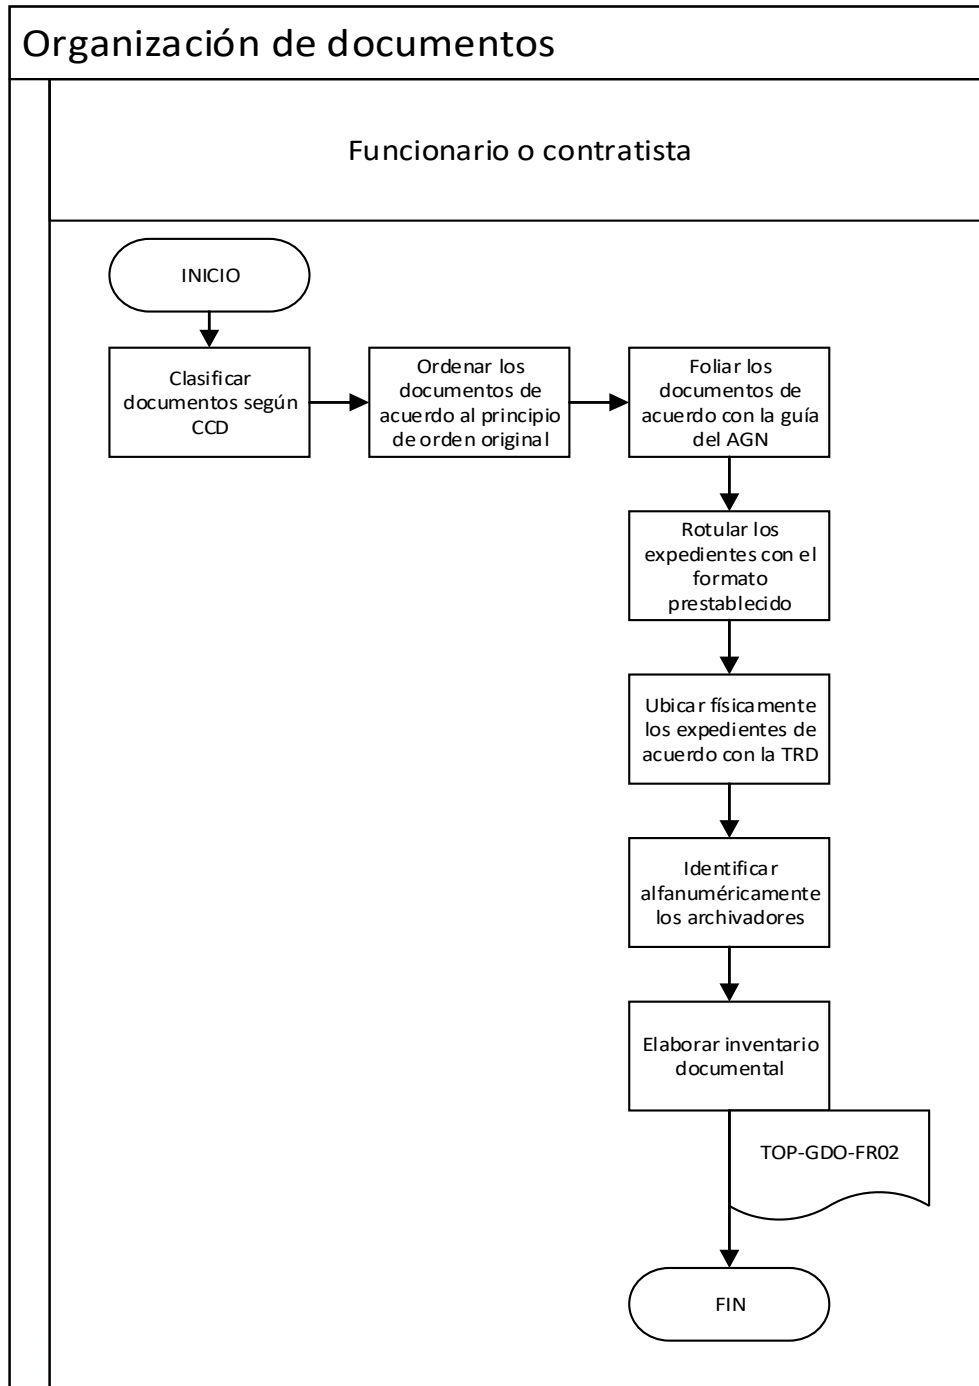 Organización de documentos
Funcionario o contratista
INICIO
Clasificar
documentos según
CCD
Ordenar los
documentos de
acuerdo al principio
de orden original
Foliar los
documentos de
acuerdo con la guía
del AGN
Rotular los
expedientes con el
formato
prestablecido
Ubicar físicamente
los expedientes de
acuerdo con la TRD
Identificar
alfanuméricamente
los archivadores
Elaborar inventario
documental
TOP-GDO-FR02
FIN